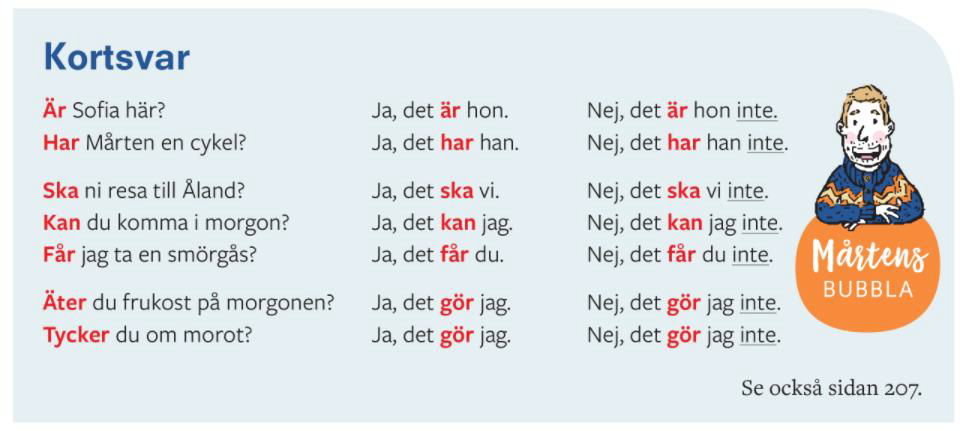 Kortsvar
Är Sofia här? Ja, det är hon. Nej, det är hon inte.
Har Mårten en cykel? Ja, det har han. Nej, det har han inte.
Ska ni resa till Åland? Ja, det ska vi. Nej, det ska vi inte.
Kan du komma i morgon? Ja, det kan jag. Nej, det kan jag inte.
Får jag ta en smörgås? Ja, det får du. Nej, det får du inte.
Äter du frukost på morgonen? Ja, det gör jag. Nej, det gör jag inte.
Tycker du om morot? Ja, det gör jag. Nej, det gör jag inte.
Mårtens
BUBBLA
Se också sidan 207.